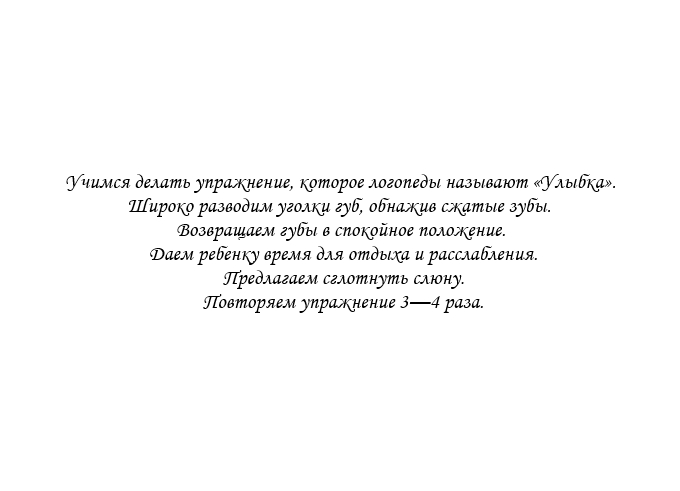 Учимся делать упражнение, которое логопеды называют «Улыбка».
Широко разводим уголки губ, обнажив сжатые зубы.
Возвращаем губы в спокойное положение.
Даем ребенку время для отдыха и расслабления.
Предлагаем сглотнуть слюну.
Повторяем упражнение 3—4 раза.